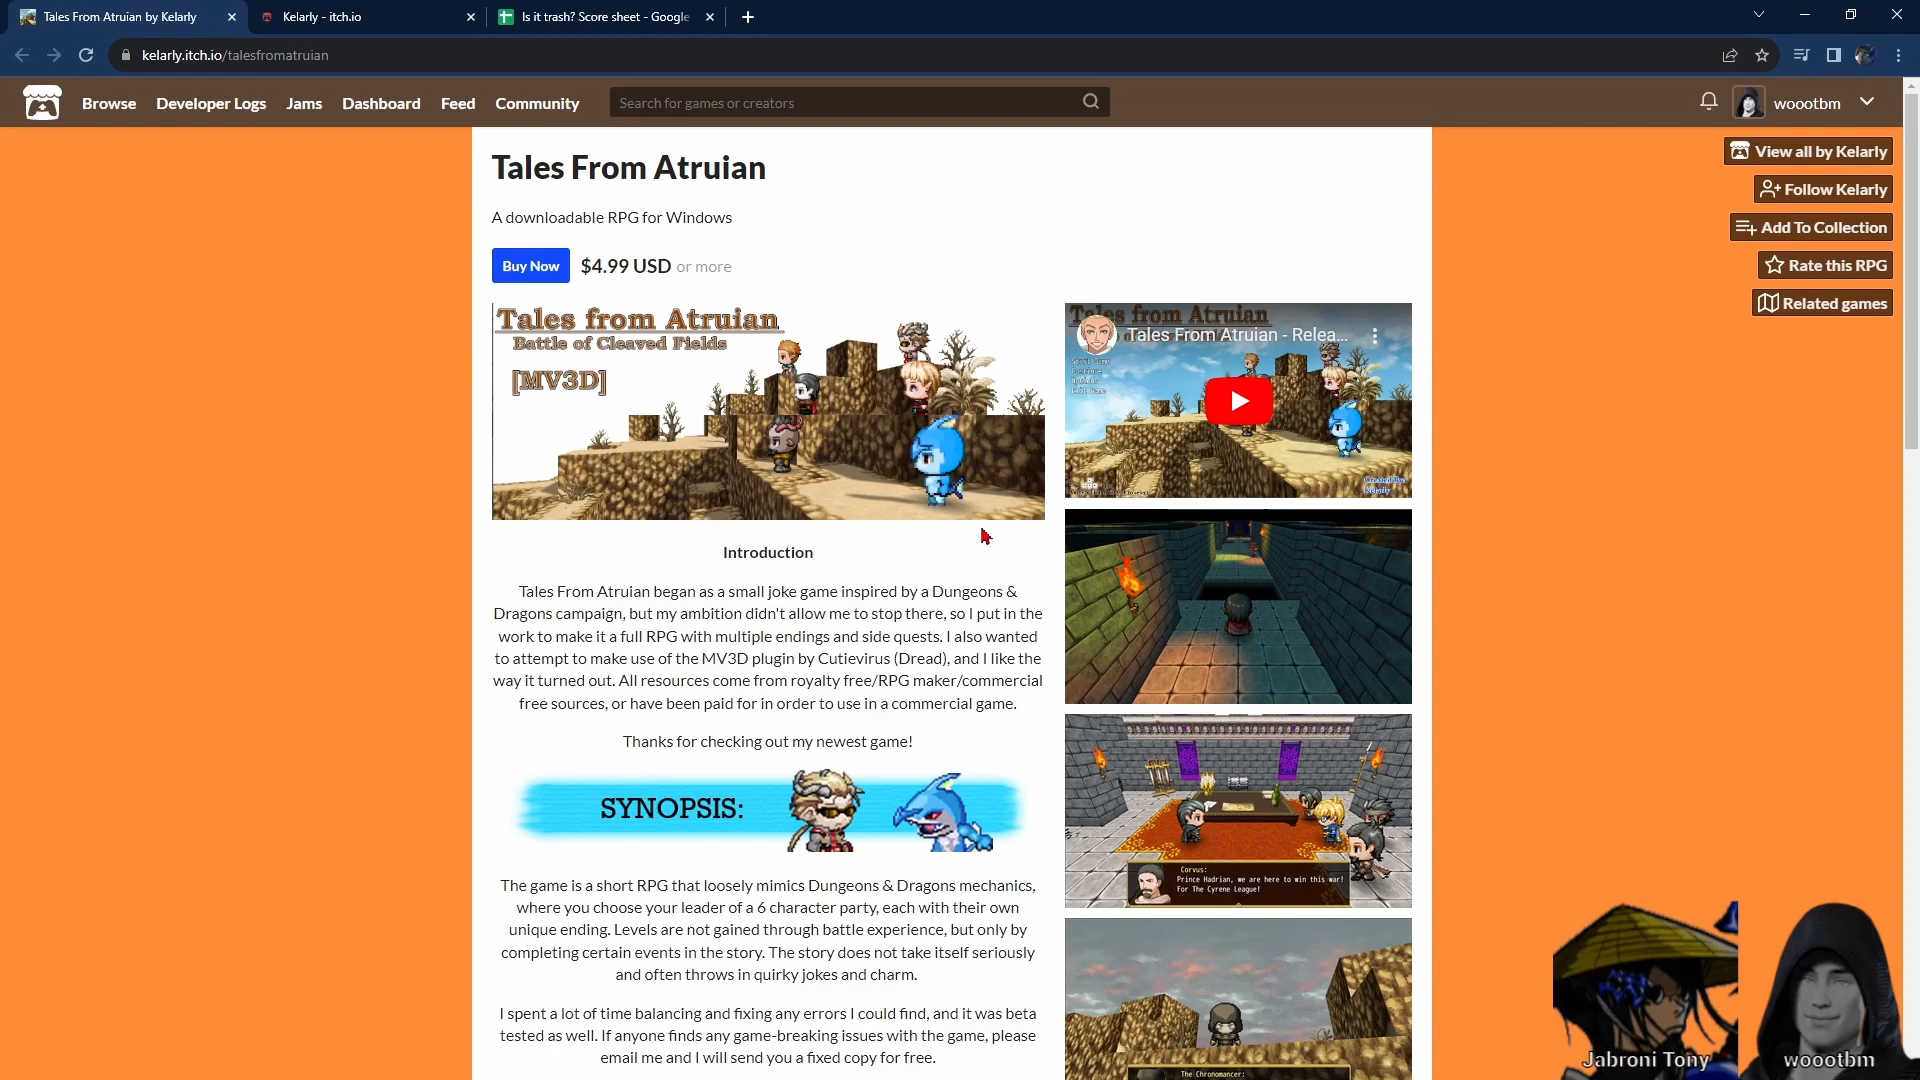 Tales From Atruian by Kelarly
Kelarly - itch.io
Is it trash? Score sheet - Google
kelarly.itch.io/talesfromatruian
Browse
Developer Logs
Jams
Dashboard
Feed
Community
Search for games or creators
woootbm
View all by Kelarly
Follow Kelarly
Add To Collection
Rate this RPG
Related games
Tales From Atruian
A downloadable RPG for Windows
Buy Now $4.99 USD or more
Tales from Atruian
Battle of Cleaved Fields
[MV3D]
Tales from Atruian
Tales From Atruian - Relea...
Introduction
Tales From Atruian began as a small joke game inspired by a Dungeons &
Dragons campaign, but my ambition didn't allow me to stop there, so I put in the
work to make it a full RPG with multiple endings and side quests. I also wanted
to attempt to make use of the MV3D plugin by Cutievirus (Dread), and I like the
way it turned out. All resources come from royalty free/RPG maker/commercial
free sources, or have been paid for in order to use in a commercial game.
Thanks for checking out my newest game!
SYNOPSIS:
The game is a short RPG that loosely mimics Dungeons & Dragons mechanics,
where you choose your leader of a 6 character party, each with their own
unique ending. Levels are not gained through battle experience, but only by
completing certain events in the story. The story does not take itself seriously
and often throws in quirky jokes and charm.
I spent a lot of time balancing and fixing any errors I could find, and it was beta
tested as well. If anyone finds any game-breaking issues with the game, please
email me and I will send you a fixed copy for free.
Corvus:
Prince Hadrian, we are here to win this war!
For The Cyrene League!
The Chronomancer:
Jabroni Tony
woootbm